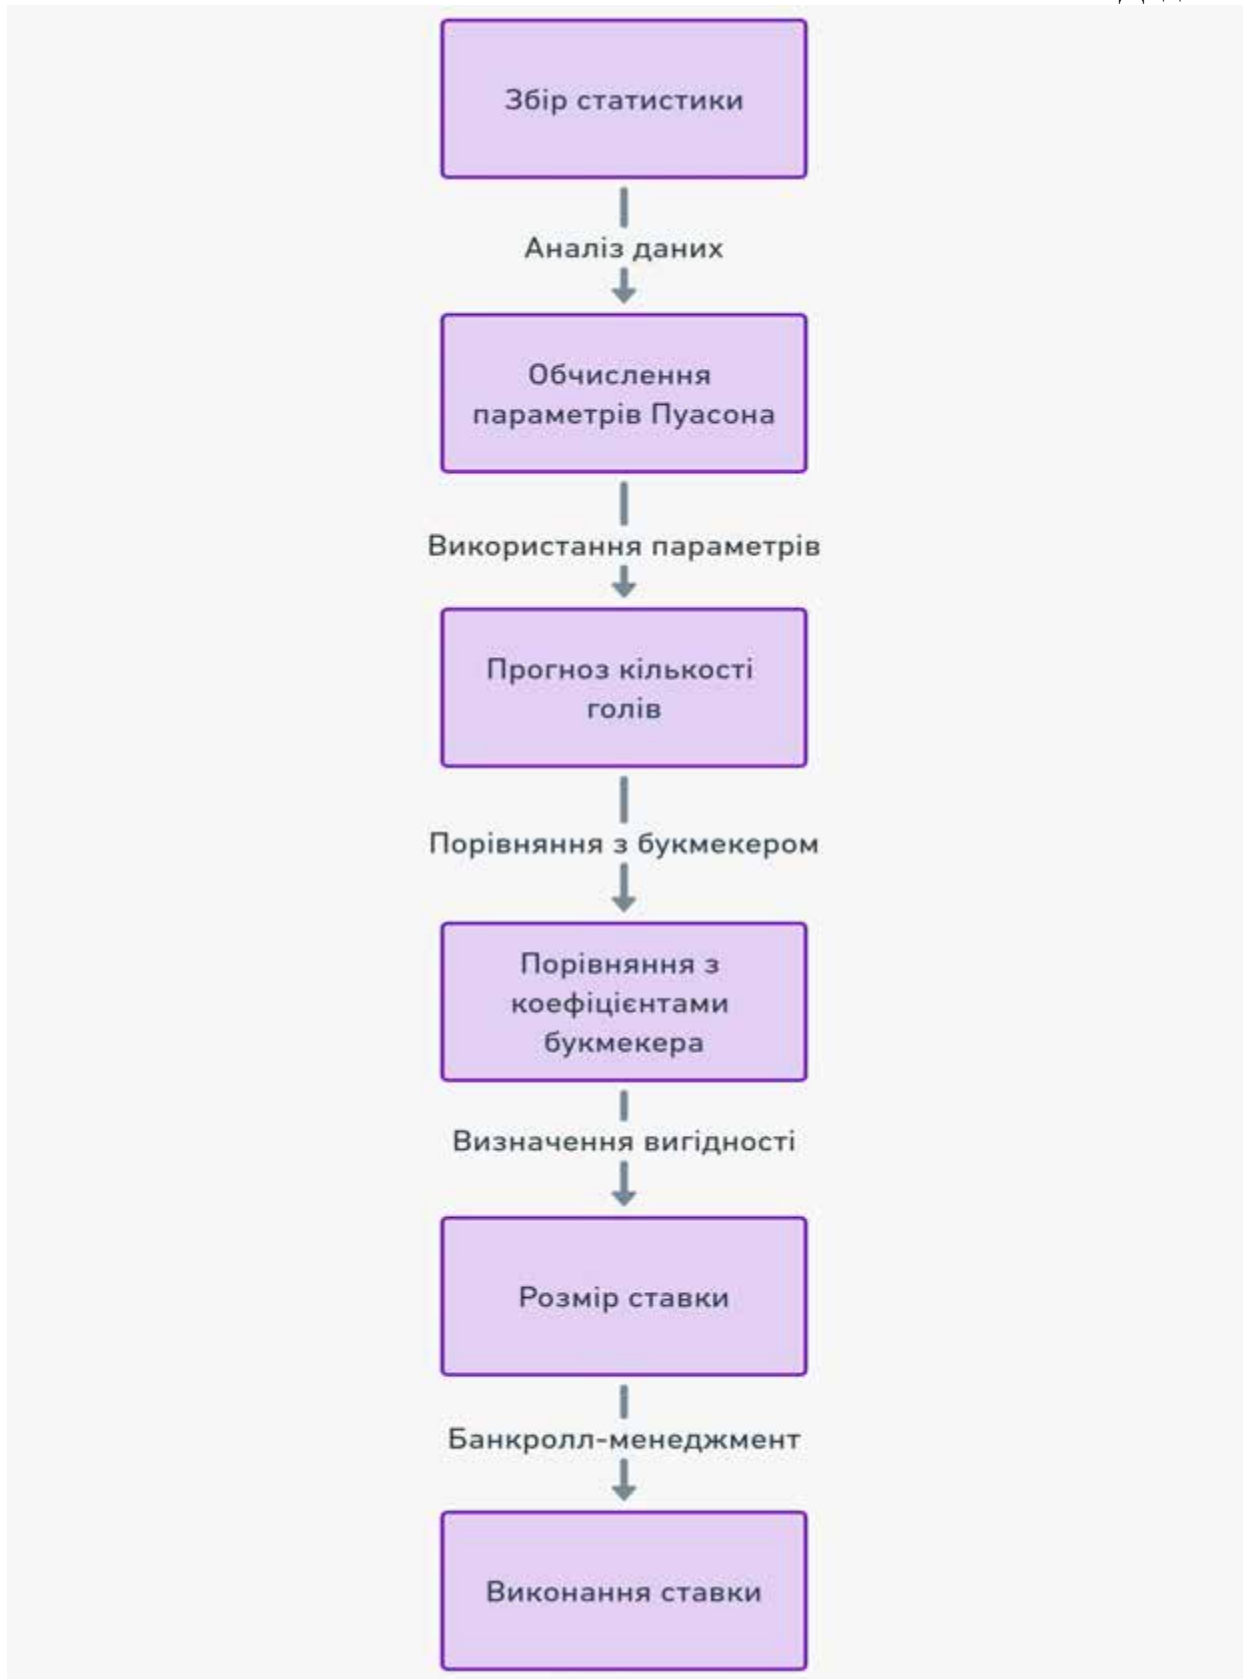 Збір статистики
Аналіз даних
Обчислення
параметрів Пуасона
Використання параметрів
Прогноз кількості
голів
Порівняння з букмекером
Порівняння з
коефіцієнтами
букмекера
Визначення вигідності
Розмір ставки
Банкролл-менеджмент
Виконання ставки